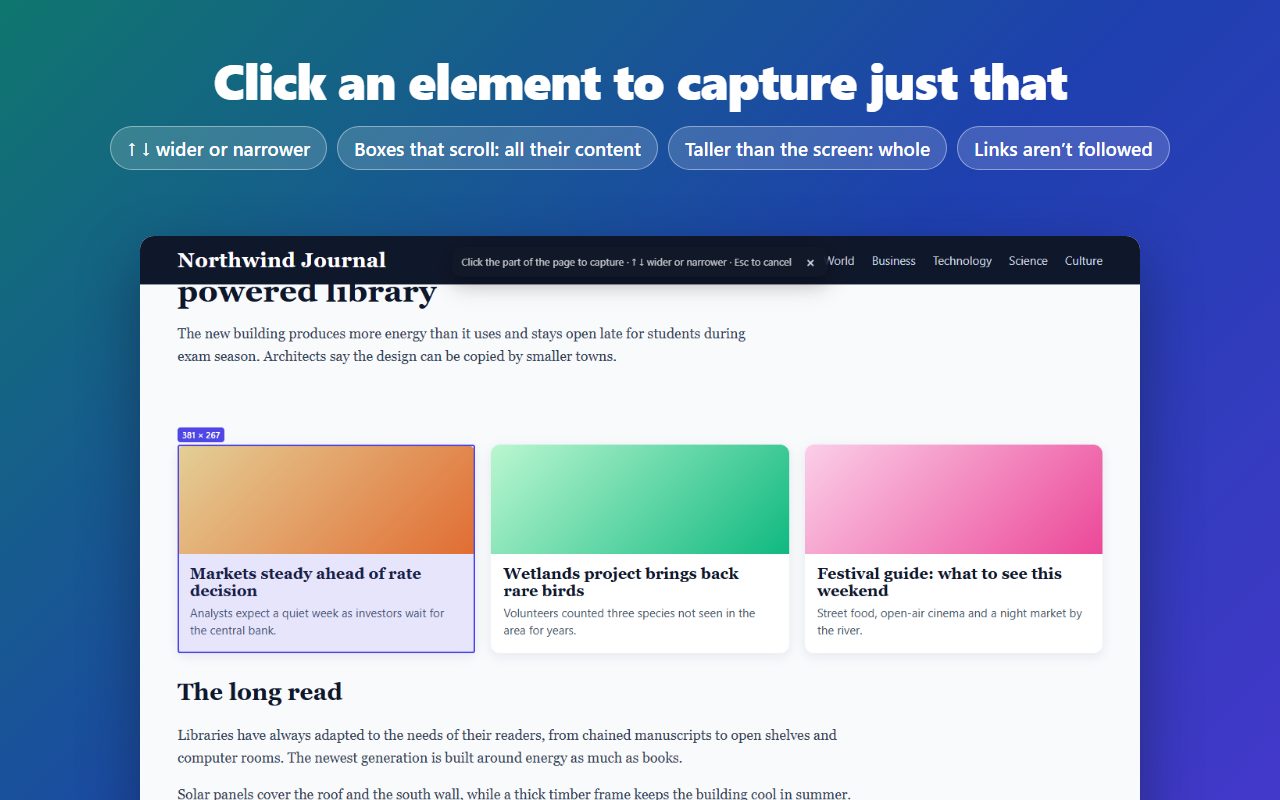 Click an element to capture just that
↑ ↓ wider or narrower
Boxes that scroll: all their content
Taller than the screen: whole
Links aren't followed
Northwind Journal
Click the part of the page to capture · ↑ ↓ wider or narrower · Esc to cancel ×
World
Business
Technology
Science
Culture
powered library
The new building produces more energy than it uses and stays open late for students during
exam season. Architects say the design can be copied by smaller towns.
381 × 267
Markets steady ahead of rate
decision
Analysts expect a quiet week as investors wait for
the central bank.
Wetlands project brings back
rare birds
Volunteers counted three species not seen in the
area for years.
Festival guide: what to see this
weekend
Street food, open-air cinema and a night market by
the river.
The long read
Libraries have always adapted to the needs of their readers, from chained manuscripts to open shelves and
computer rooms. The newest generation is built around energy as much as books.
Solar panels cover the roof and the south wall, while a thick timber frame keeps the building cool in summer.